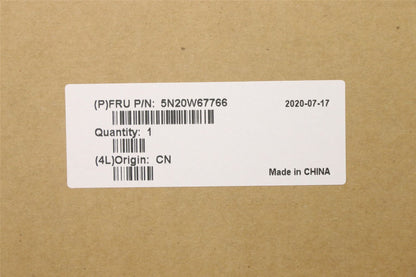 (P)FRU P/N: 5N20W67766 2020-07-17
Quantity: 1
(4L)Origin: CN
Made in CHINA